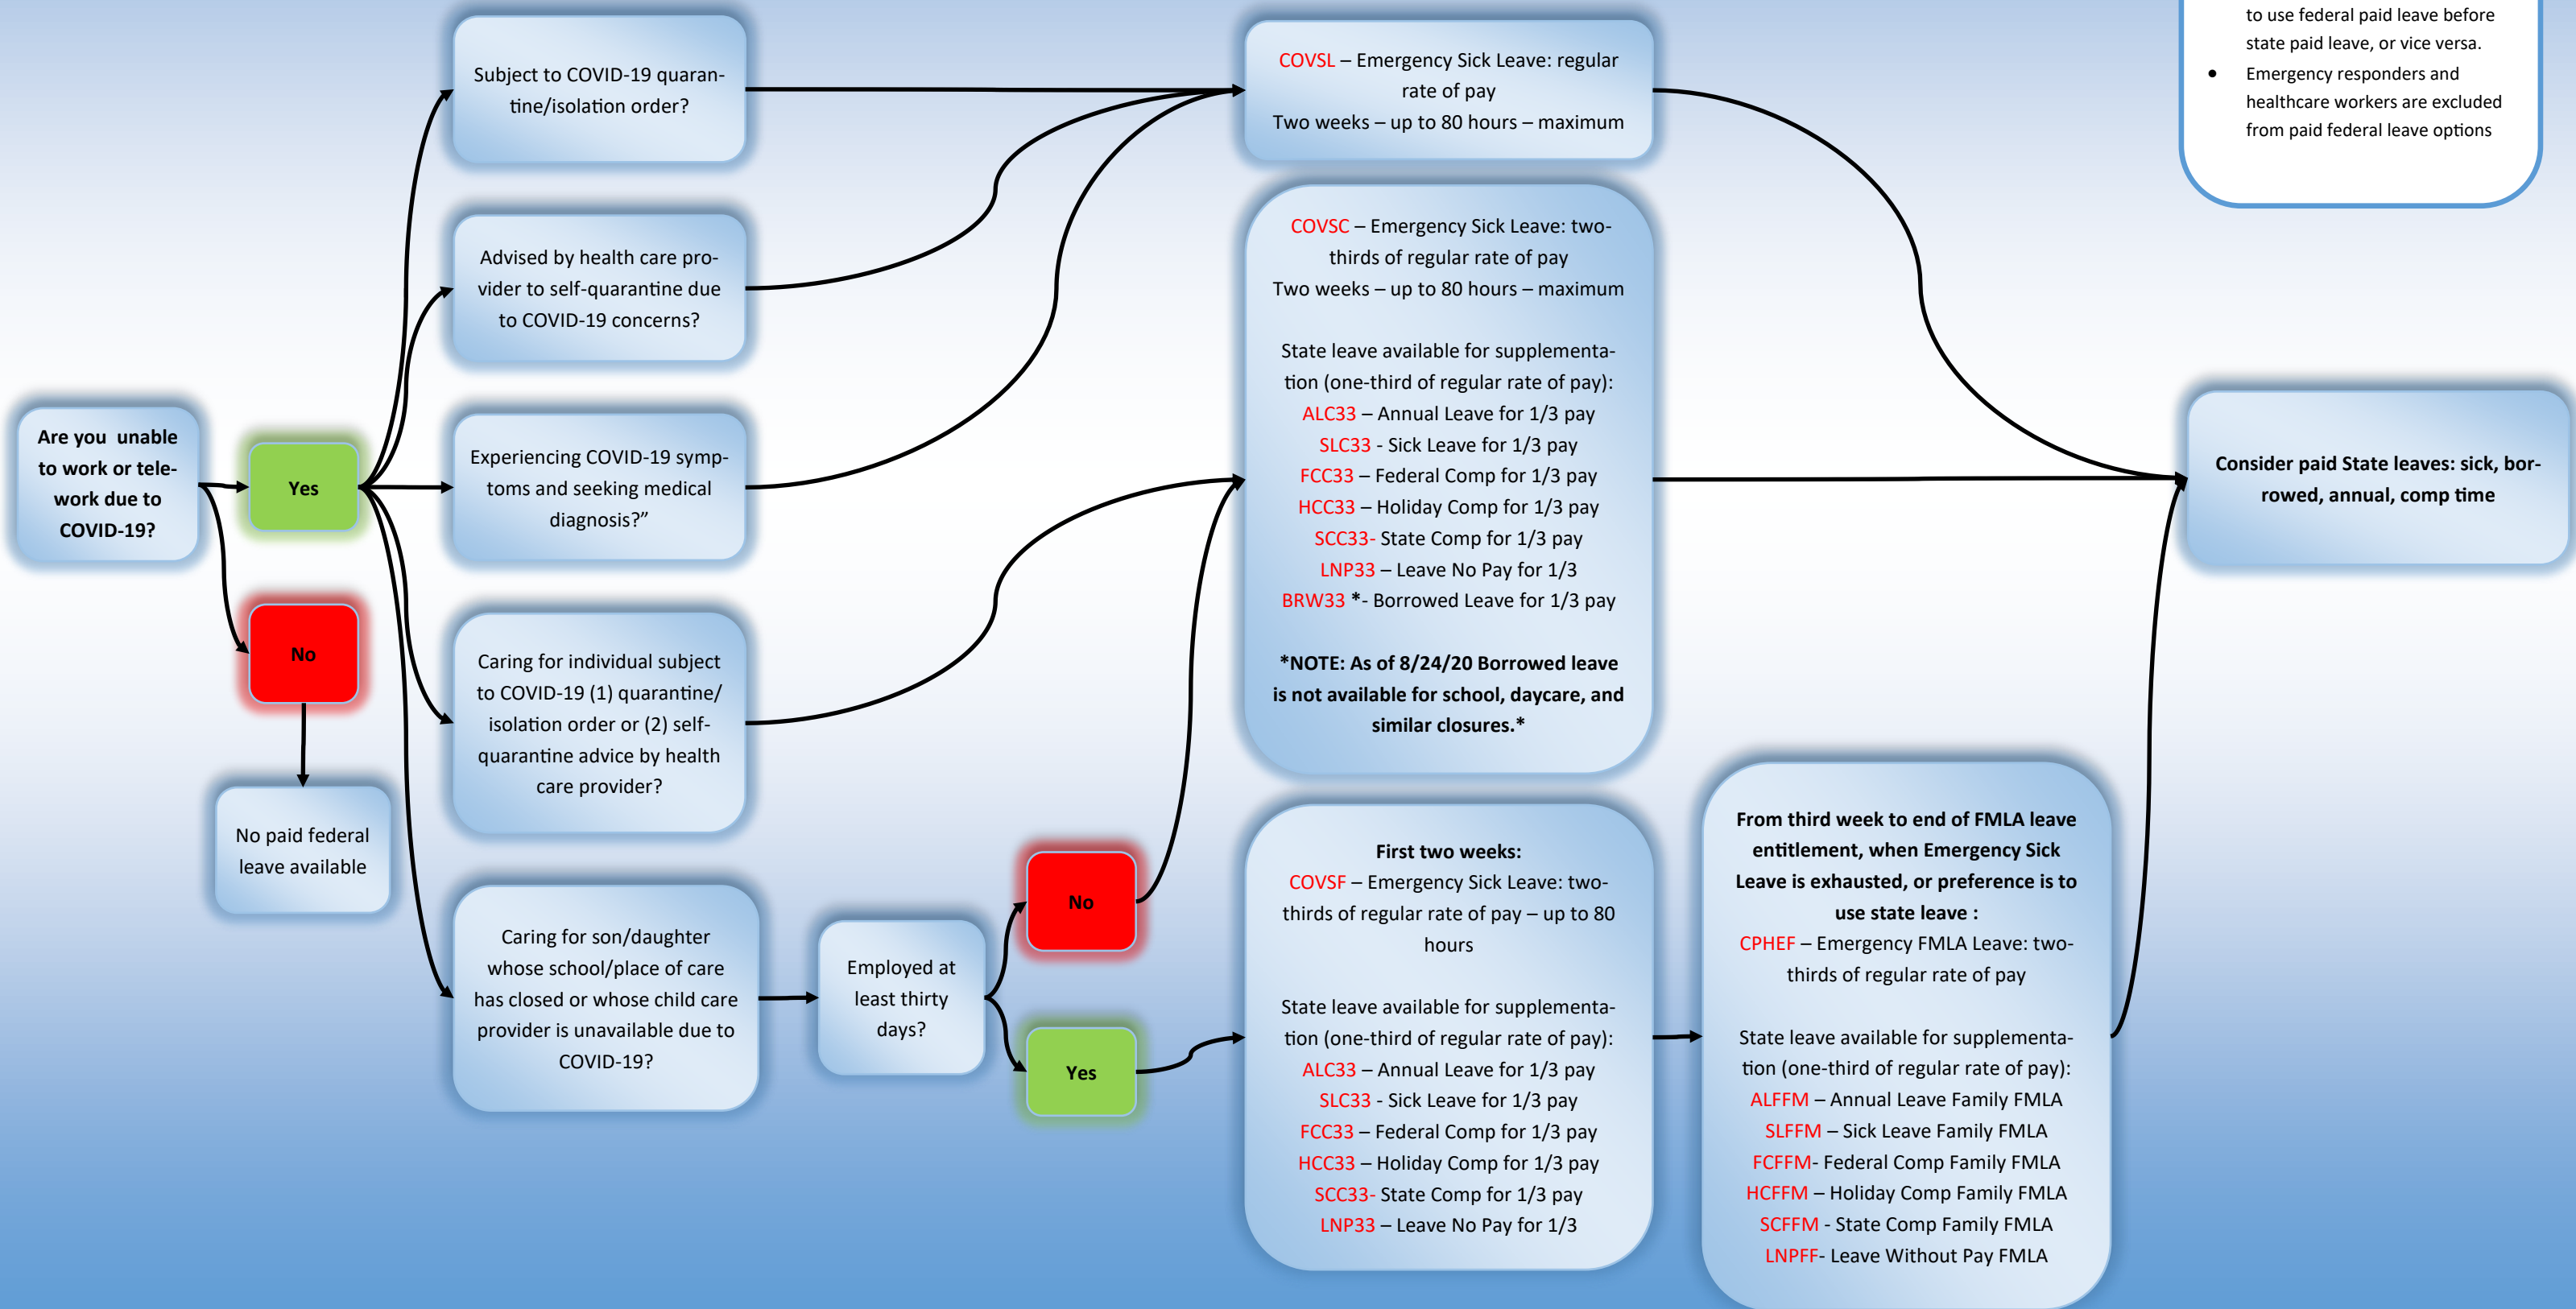 to use federal paid leave before
state paid leave, or vice versa.
• Emergency responders and
healthcare workers are excluded
from paid federal leave options
Are you unable
to work or tele-
work due to
COVID-19?
Yes
No
No paid federal
leave available
Subject to COVID-19 quaran-
tine/isolation order?
Advised by health care pro-
vider to self-quarantine due
to COVID-19 concerns?
Experiencing COVID-19 symp-
toms and seeking medical
diagnosis?”
Caring for individual subject
to COVID-19 (1) quarantine/
isolation order or (2) self-
quarantine advice by health
care provider?
Caring for son/daughter
whose school/place of care
has closed or whose child care
provider is unavailable due to
COVID-19?
Employed at
least thirty
days?
No
Yes
COVSL – Emergency Sick Leave: regular
rate of pay
Two weeks – up to 80 hours – maximum
COVSC – Emergency Sick Leave: two-
thirds of regular rate of pay
Two weeks – up to 80 hours – maximum
State leave available for supplementa-
tion (one-third of regular rate of pay):
ALC33 – Annual Leave for 1/3 pay
SLC33 - Sick Leave for 1/3 pay
FCC33 – Federal Comp for 1/3 pay
HCC33 – Holiday Comp for 1/3 pay
SCC33- State Comp for 1/3 pay
LNP33 – Leave No Pay for 1/3
BRW33 *- Borrowed Leave for 1/3 pay
*NOTE: As of 8/24/20 Borrowed leave
is not available for school, daycare, and
similar closures.*
First two weeks:
COVSF – Emergency Sick Leave: two-
thirds of regular rate of pay – up to 80
hours
State leave available for supplementa-
tion (one-third of regular rate of pay):
ALC33 – Annual Leave for 1/3 pay
SLC33 - Sick Leave for 1/3 pay
FCC33 – Federal Comp for 1/3 pay
HCC33 – Holiday Comp for 1/3 pay
SCC33- State Comp for 1/3 pay
LNP33 – Leave No Pay for 1/3
From third week to end of FMLA leave
entitlement, when Emergency Sick
Leave is exhausted, or preference is to
use state leave :
CPHEF – Emergency FMLA Leave: two-
thirds of regular rate of pay
State leave available for supplementa-
tion (one-third of regular rate of pay):
ALFFM – Annual Leave Family FMLA
SLFFM – Sick Leave Family FMLA
FCFFM- Federal Comp Family FMLA
HCFFM – Holiday Comp Family FMLA
SCFFM - State Comp Family FMLA
LNPFF- Leave Without Pay FMLA
Consider paid State leaves: sick, bor-
rowed, annual, comp time